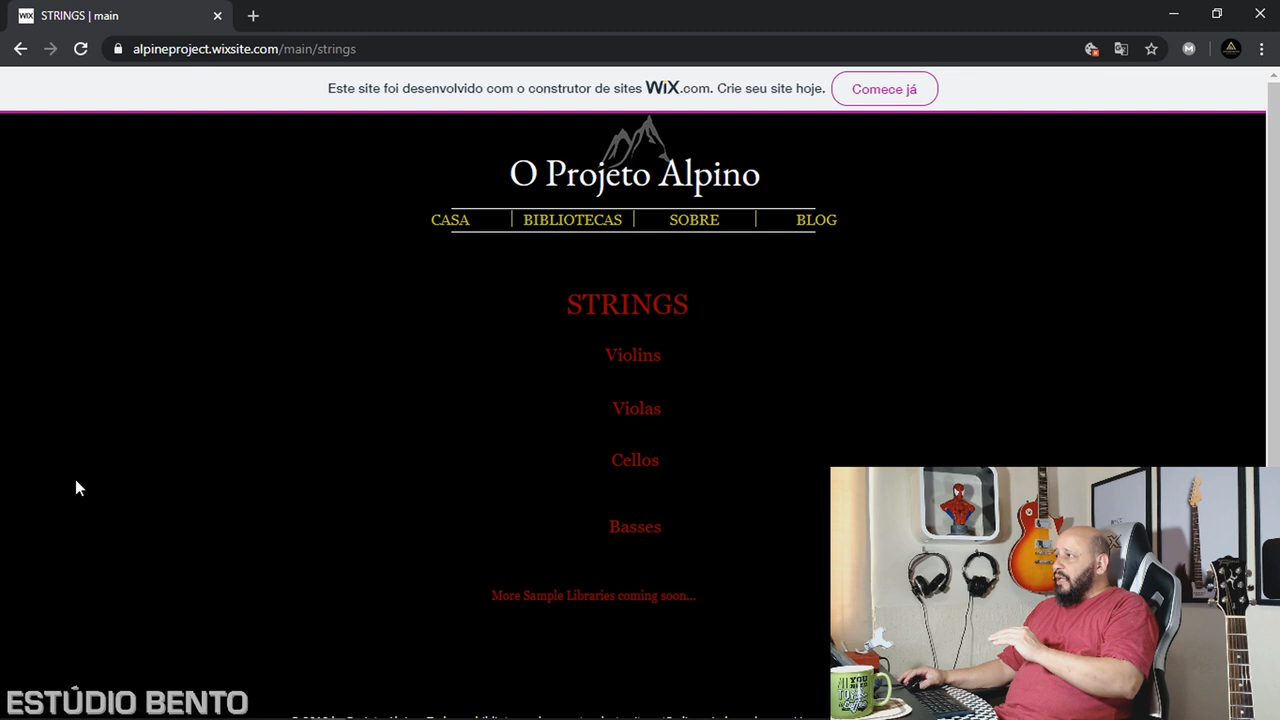 WiX STRINGS | main
alpineproject.wixsite.com/main/strings
Este site foi desenvolvido com o construtor de sites WiX.com. Crie seu site hoje. Comece já
O Projeto Alpino
CASA BIBLIOTECAS SOBRE BLOG
STRINGS
Violins
Violas
Cellos
Basses
More Sample Libraries coming soon...
ESTÚDIO BENTO